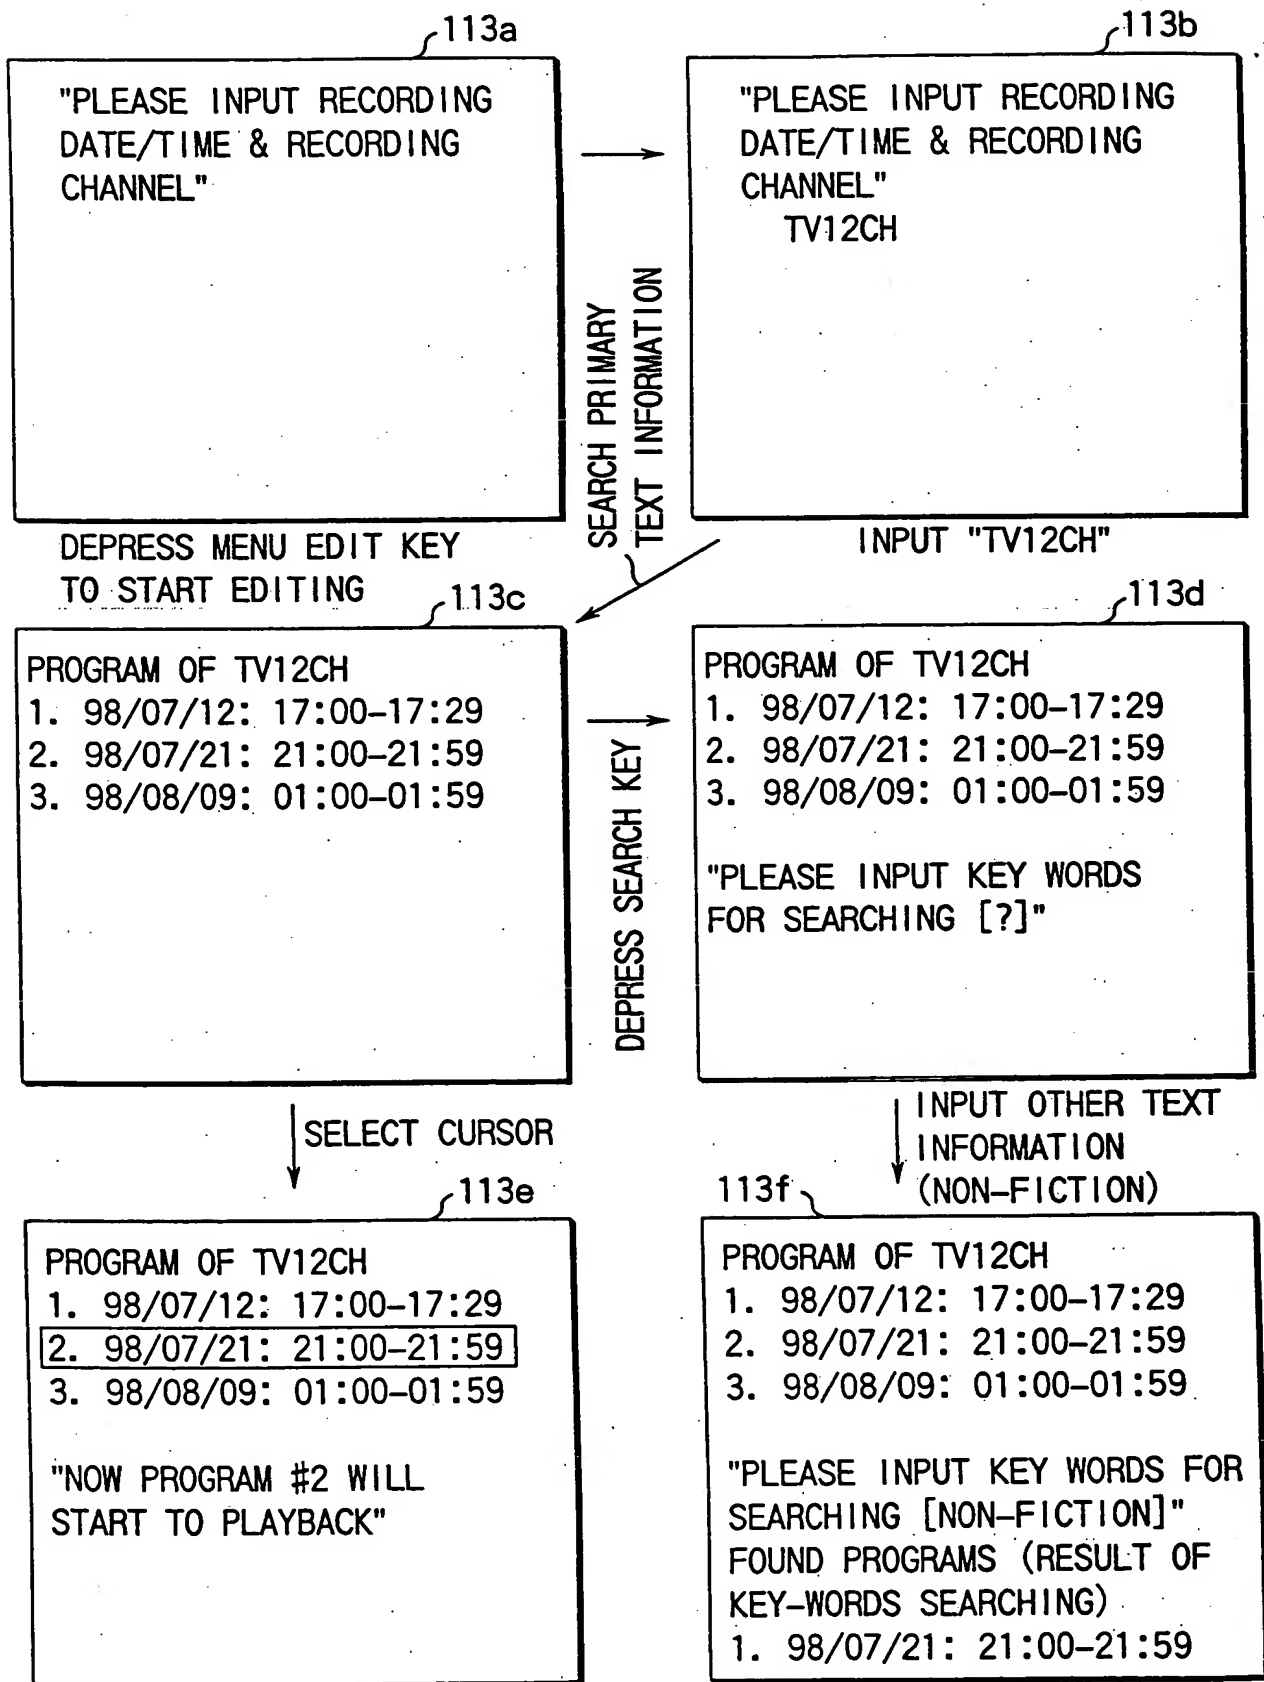 113a
"PLEASE INPUT RECORDING
DATE/TIME & RECORDING
CHANNEL"
DEPRESS MENU EDIT KEY
TO START EDITING
113b
"PLEASE INPUT RECORDING
DATE/TIME & RECORDING
CHANNEL"
TV12CH
INPUT "TV12CH"
SEARCH PRIMARY
TEXT INFORMATION
113c
PROGRAM OF TV12CH
1. 98/07/12: 17:00-17:29
2. 98/07/21: 21:00-21:59
3. 98/08/09: 01:00-01:59
DEPRESS SEARCH KEY
113d
PROGRAM OF TV12CH
1. 98/07/12: 17:00-17:29
2. 98/07/21: 21:00-21:59
3. 98/08/09: 01:00-01:59
"PLEASE INPUT KEY WORDS
FOR SEARCHING [?]"
SELECT CURSOR
INPUT OTHER TEXT
INFORMATION
(NON-FICTION)
113e
PROGRAM OF TV12CH
1. 98/07/12: 17:00-17:29
2. 98/07/21: 21:00-21:59
3. 98/08/09: 01:00-01:59
"NOW PROGRAM #2 WILL
START TO PLAYBACK"
113f
PROGRAM OF TV12CH
1. 98/07/12: 17:00-17:29
2. 98/07/21: 21:00-21:59
3. 98/08/09: 01:00-01:59
"PLEASE INPUT KEY WORDS FOR
SEARCHING [NON-FICTION]"
FOUND PROGRAMS (RESULT OF
KEY-WORDS SEARCHING)
1. 98/07/21: 21:00-21:59